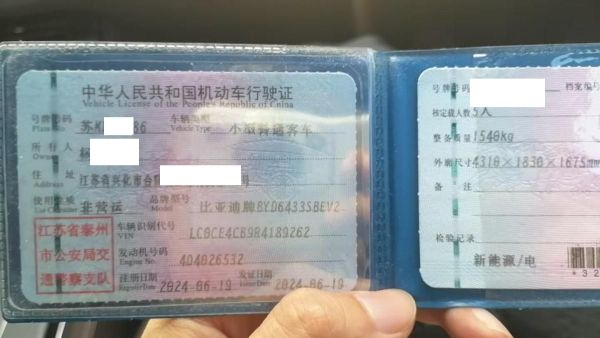 中华人民共和国机动车行驶证
Vehicle License of the People's Republic of China
号牌号码 苏K 86 车辆类型 小型普通客车
Plate No. Vehicle Type
所有人
Owner
住址 江苏省兴化市合 号
Address
使用性质 非营运 品牌型号 比亚迪牌BYD6433SBEV2
Use Character Model
江苏省泰州
市公安局交
通警察支队
车辆识别代号 LC0CE4CB9R4189262
VIN
发动机号码 4D4026532
Engine No.
注册日期 2024-06-19 发证日期 2024-06-19
Register Date Issue Date
号牌号码 档案编号
核定载人数 5人
整备质量 1540kg
外廓尺寸 4310×1830×1675
备注
检验记录
新能源/电
*32